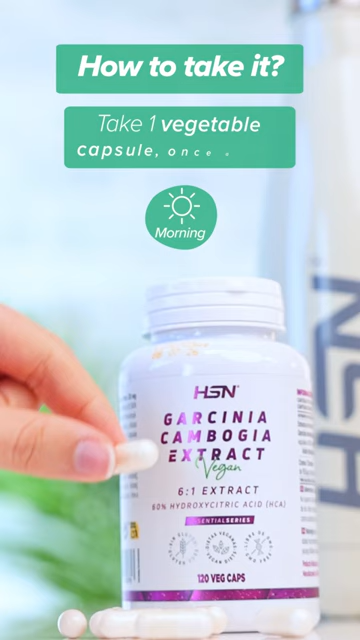 How to take it?
Take 1 vegetable
capsule, once
Morning
HSN
GARCINIA
CAMBOGIA
EXTRACT
Vegan
6:1 EXTRACT
60% HYDROXYCITRIC ACID (HCA)
ESSENTIALSERIES
120 VEG CAPS
HSN